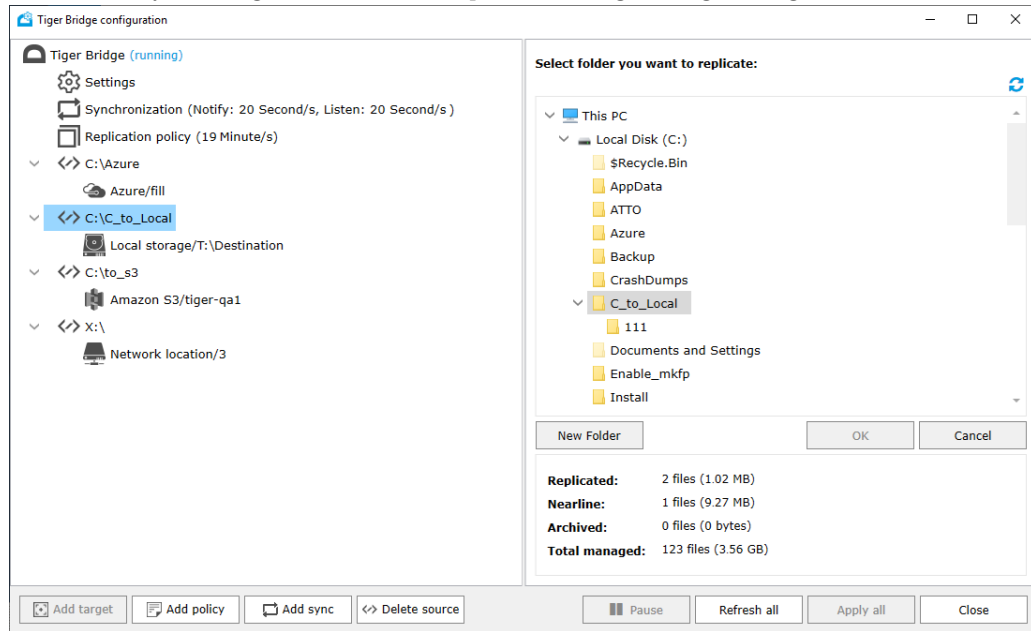 Tiger Bridge configuration
Tiger Bridge (running)
Settings
Synchronization (Notify: 20 Second/s, Listen: 20 Second/s )
Replication policy (19 Minute/s)
C:\Azure
Azure/fill
C:\C_to_Local
Local storage/T:\Destination
C:\to_s3
Amazon S3/tiger-qa1
X:\
Network location/3
Select folder you want to replicate:
This PC
Local Disk (C:)
$Recycle.Bin
AppData
ATTO
Azure
Backup
CrashDumps
C_to_Local
111
Documents and Settings
Enable_mkfp
Install
New Folder OK Cancel
Replicated: 2 files (1.02 MB)
Nearline: 1 files (9.27 MB)
Archived: 0 files (0 bytes)
Total managed: 123 files (3.56 GB)
Add target Add policy Add sync Delete source Pause Refresh all Apply all Close